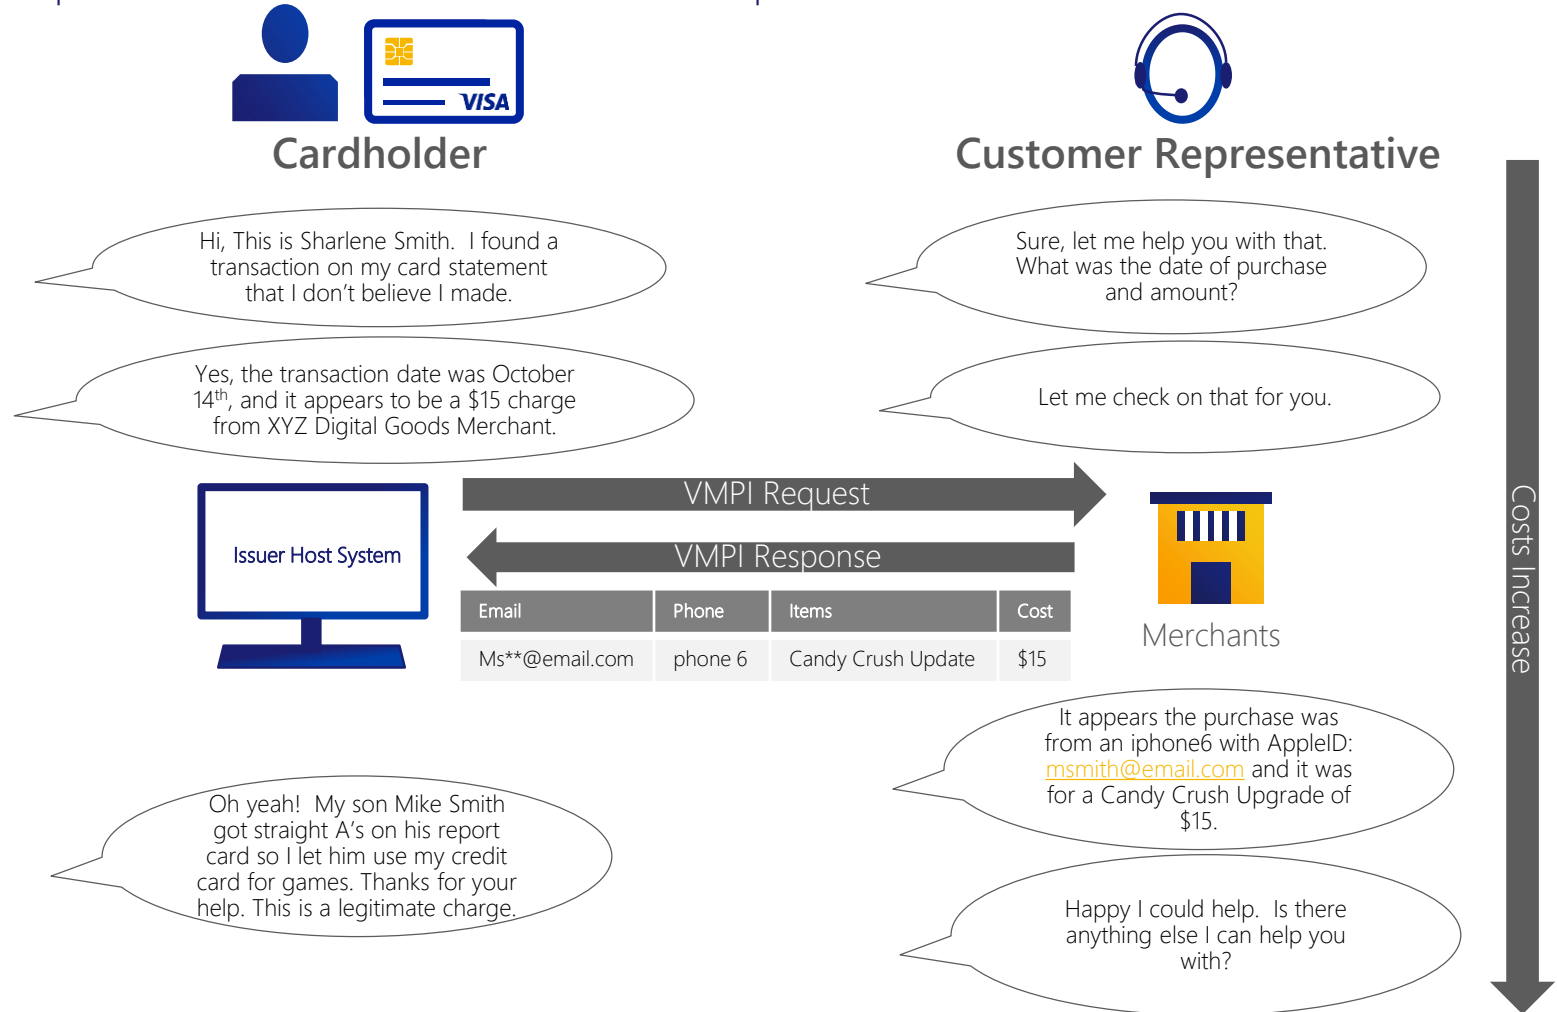 VISA
Cardholder
Customer Representative
Hi, This is Sharlene Smith.  I found a
transaction on my card statement
that I don't believe I made.
Sure, let me help you with that.
What was the date of purchase
and amount?
Yes, the transaction date was October
14th, and it appears to be a $15 charge
from XYZ Digital Goods Merchant.
Let me check on that for you.
Issuer Host System
VMPI Request
VMPI Response
Email Phone Items Cost
Ms**@email.com phone 6 Candy Crush Update $15
Merchants
Costs Increase
It appears the purchase was
from an iphone6 with AppleID:
msmith@email.com and it was
for a Candy Crush Upgrade of
$15.
Oh yeah!  My son Mike Smith
got straight A's on his report
card so I let him use my credit
card for games. Thanks for your
help. This is a legitimate charge.
Happy I could help.  Is there
anything else I can help you
with?